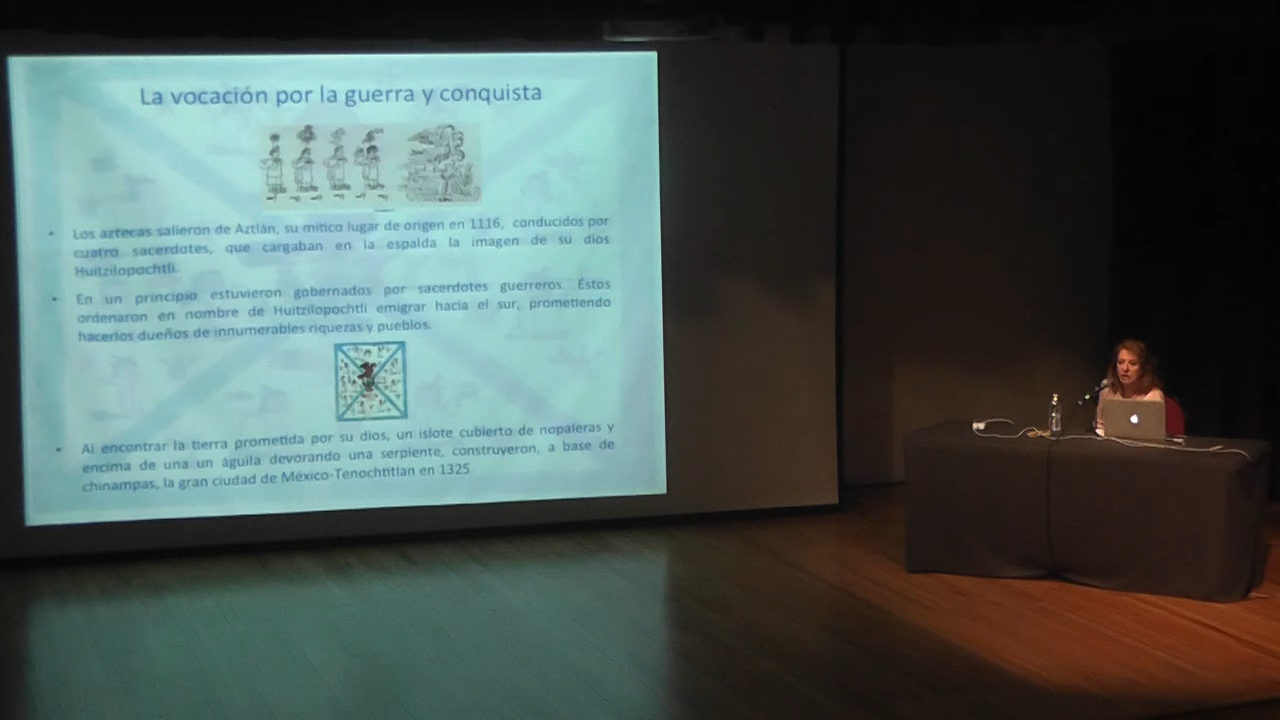 La vocación por la guerra y conquista
• Los aztecas salieron de Aztlán, su mítico lugar de origen en 1116, conducidos por
cuatro sacerdotes, que cargaban en la espalda la imagen de su dios
Huitzilopochtli.
• En un principio estuvieron gobernados por sacerdotes guerreros. Éstos
ordenaron en nombre de Huitzilopochtli emigrar hacia el sur, prometiendo
hacerlos dueños de innumerables riquezas y pueblos.
• Al encontrar la tierra prometida por su dios, un islote cubierto de nopaleras y
encima de una un águila devorando una serpiente, construyeron, a base de
chinampas, la gran ciudad de México-Tenochtitlan en 1325.